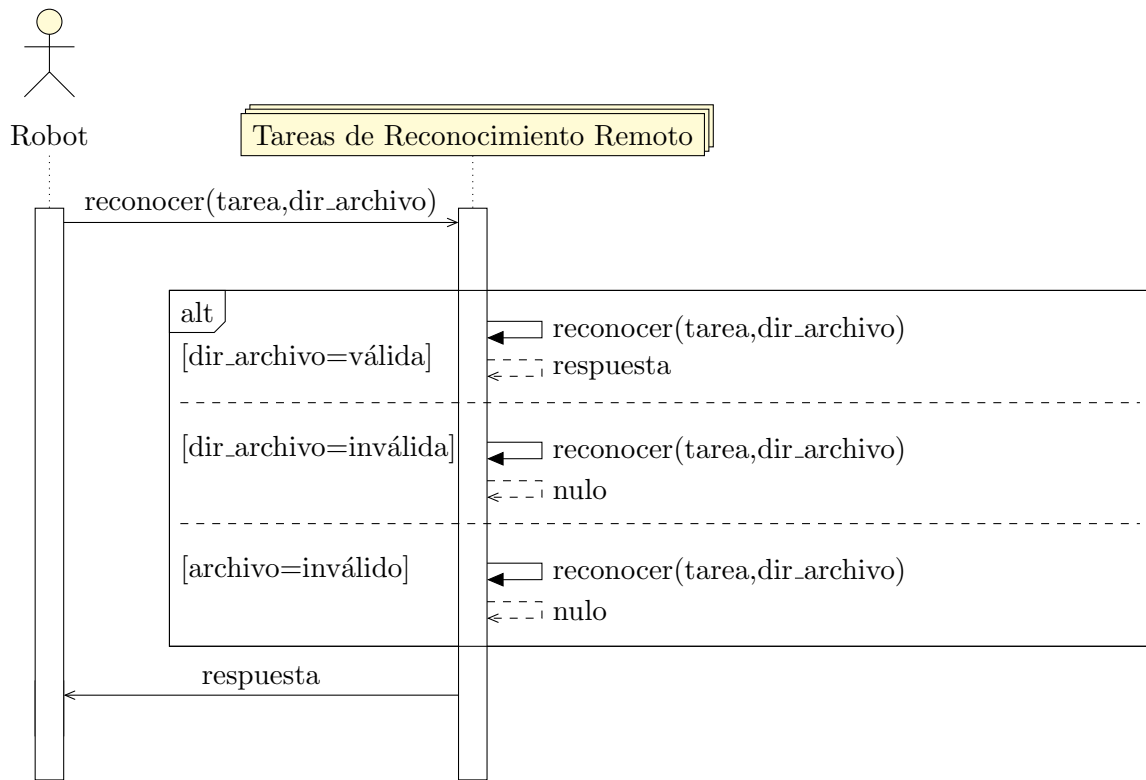 Robot
Tareas de Reconocimiento Remoto
reconocer(tarea,dir_archivo)
alt
reconocer(tarea,dir_archivo)
[dir_archivo=válida]
respuesta
[dir_archivo=inválida]
reconocer(tarea,dir_archivo)
nulo
[archivo=inválido]
reconocer(tarea,dir_archivo)
nulo
respuesta